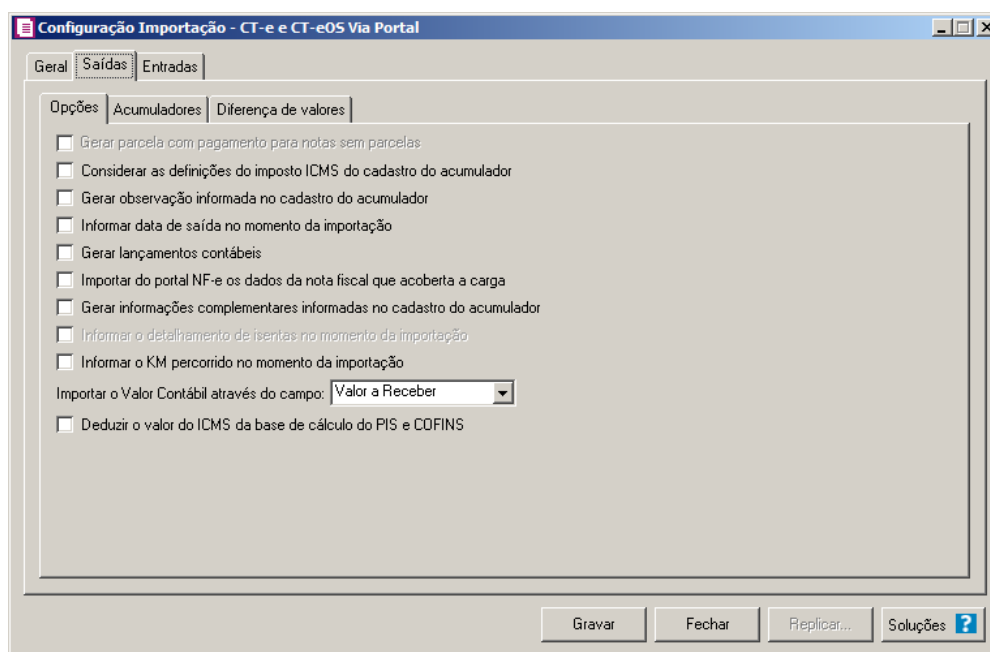 Configuração Importação - CT-e e CT-eOS Via Portal
Geral Saídas Entradas
Opções Acumuladores Diferença de valores
Gerar parcela com pagamento para notas sem parcelas
Considerar as definições do imposto ICMS do cadastro do acumulador
Gerar observação informada no cadastro do acumulador
Informar data de saída no momento da importação
Gerar lançamentos contábeis
Importar do portal NF-e os dados da nota fiscal que acoberta a carga
Gerar informações complementares informadas no cadastro do acumulador
Informar o detalhamento de isentas no momento da importação
Informar o KM percorrido no momento da importação
Importar o Valor Contábil através do campo: Valor a Receber
Deduzir o valor do ICMS da base de cálculo do PIS e COFINS
Gravar Fechar Replicar... Soluções ?